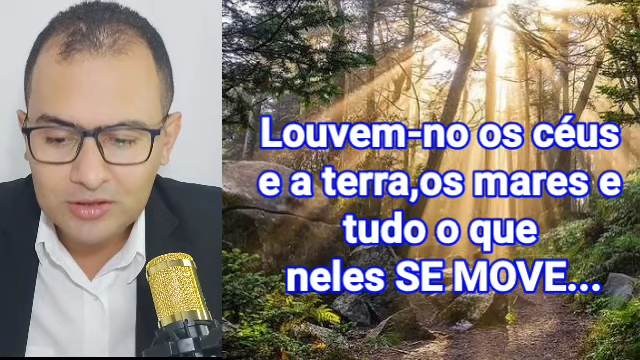 Louvem-no os céus
e a terra,os mares e
tudo o que
neles SE MOVE...